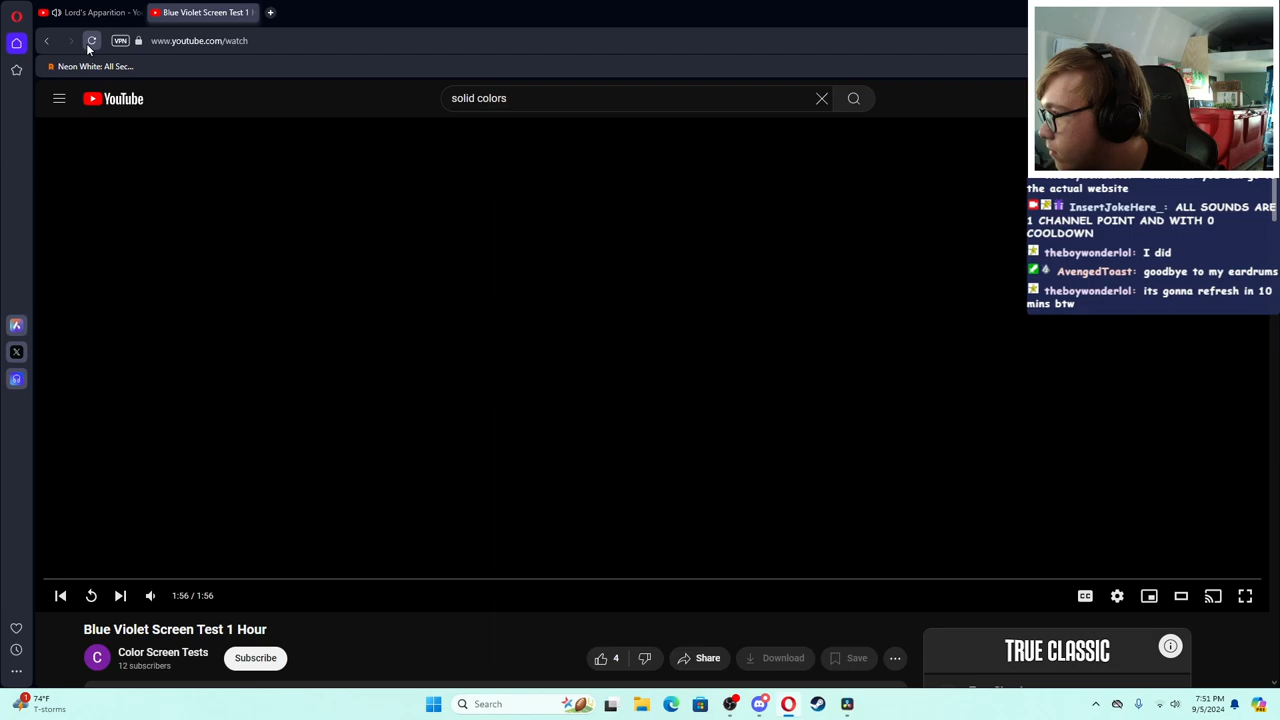 Lord's Apparition - Yo
Blue Violet Screen Test 1
VPN
www.youtube.com/watch
R Neon White: All Sec...
YouTube
solid colors
the actual website
InsertJokeHere_: ALL SOUNDS ARE
1 CHANNEL POINT AND WITH 0
COOLDOWN
theboywonderlol: I did
AvengedToast: goodbye to my eardrums
theboywonderlol: its gonna refresh in 10
mins btw
1:56 / 1:56
CC
Blue Violet Screen Test 1 Hour
C
Color Screen Tests
12 subscribers
Subscribe
4
Share
Download
Save
TRUE CLASSIC
1
74°F
T-storms
Search
7:51 PM
9/5/2024